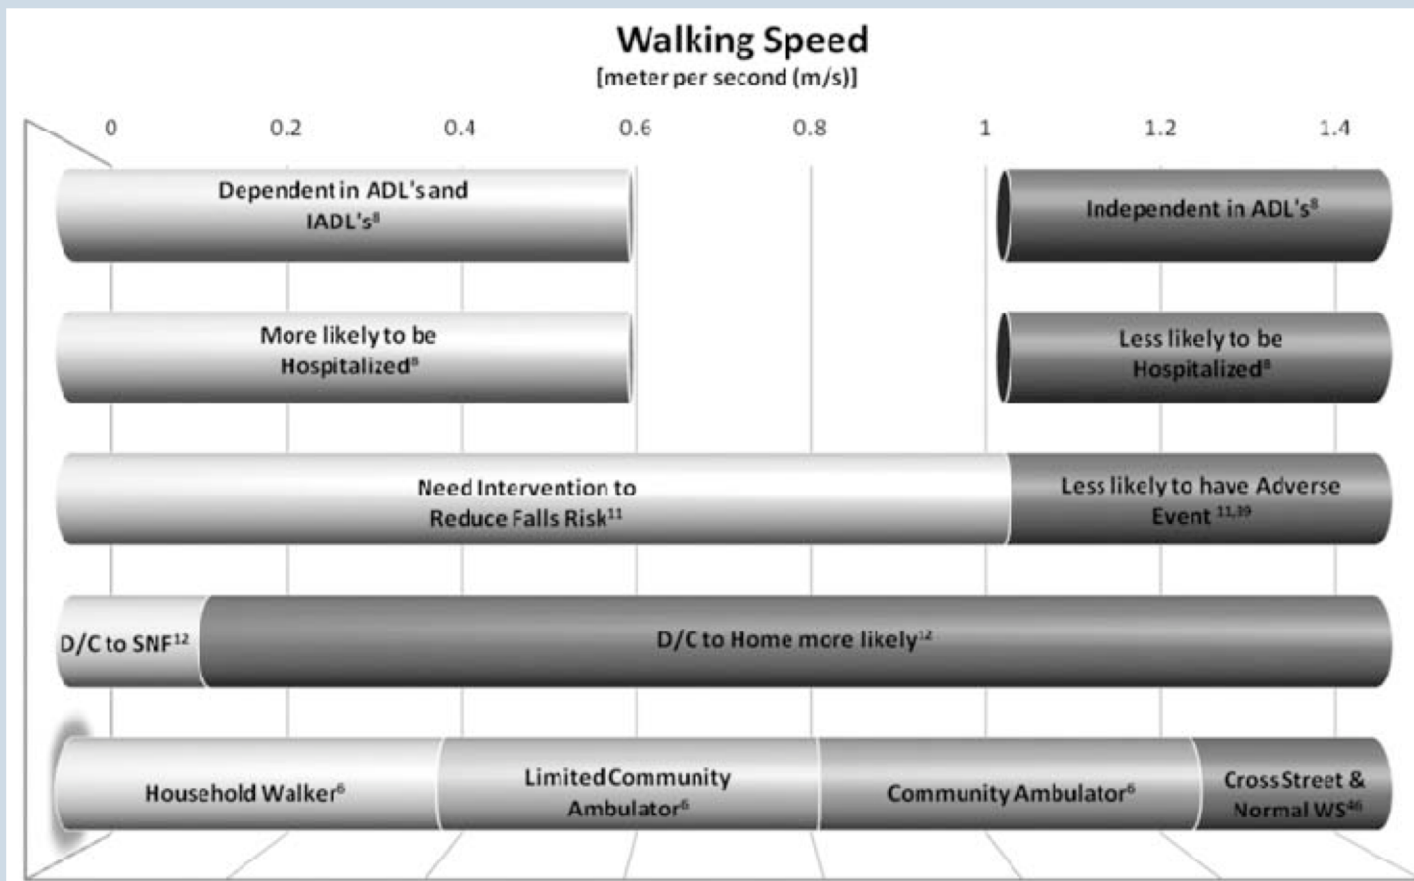 Walking Speed
[meter per second (m/s)]
0 0.2 0.4 0.6 0.8 1 1.2 1.4
Dependent in ADL's and
IADL's⁸
Independent in ADL's⁸
More likely to be
Hospitalized⁸
Less likely to be
Hospitalized⁸
Need Intervention to
Reduce Falls Risk¹¹
Less likely to have Adverse
Event ¹¹,³⁹
D/C to SNF¹²
D/C to Home more likely¹²
Household Walker⁶
Limited Community
Ambulator⁶
Community Ambulator⁶
Cross Street &
Normal WS⁴⁶